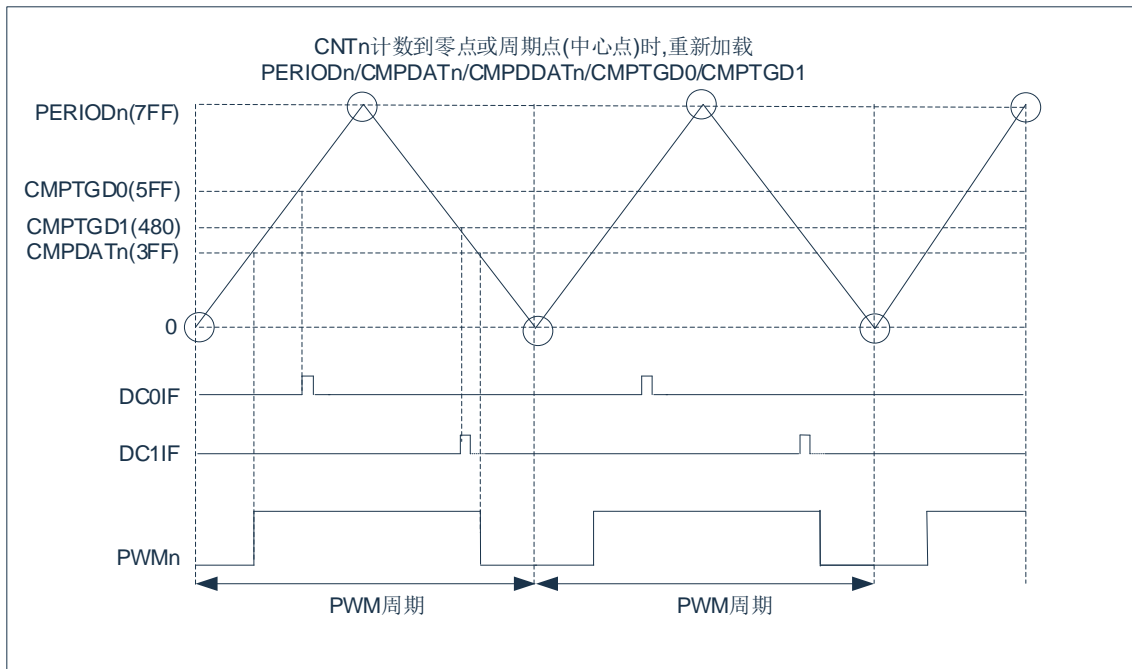 CNTn计数到零点或周期点(中心点)时,重新加载
PERIODn/CMPDATn/CMPDDATn/CMPTGD0/CMPTGD1
PERIODn(7FF)
CMPTGD0(5FF)
CMPTGD1(480)
CMPDATn(3FF)
0
DC0IF
DC1IF
PWMn
PWM周期
PWM周期